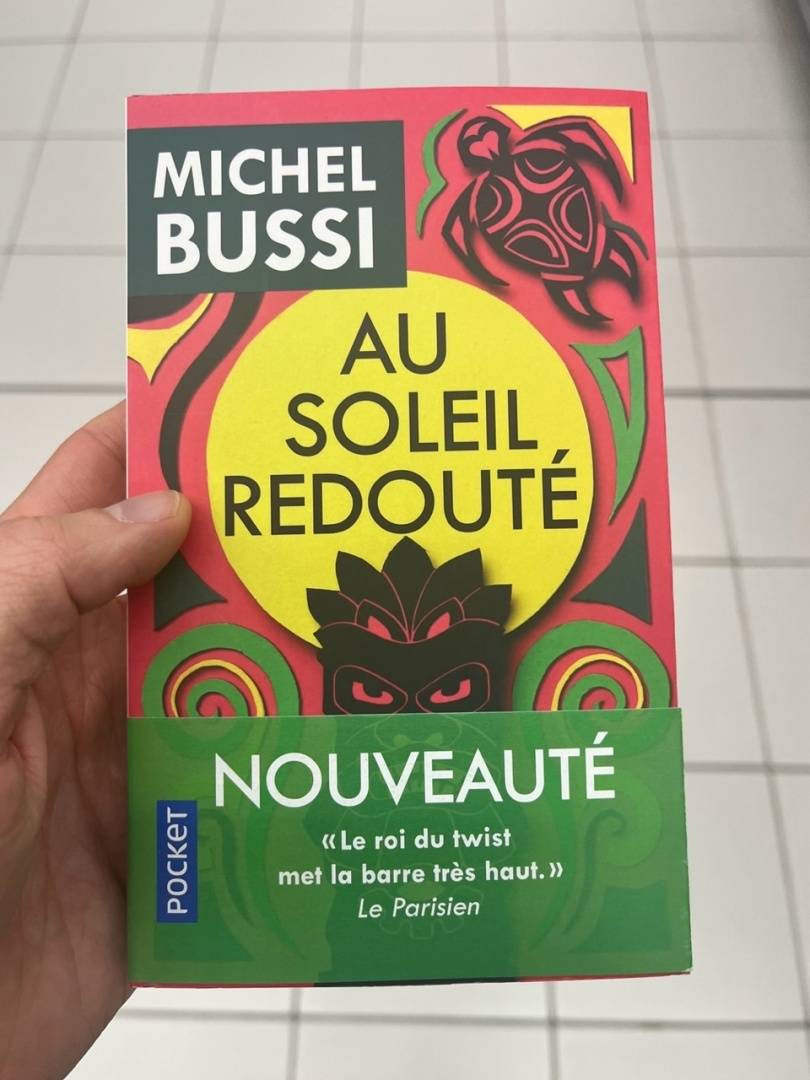 MICHEL
BUSSI
AU
SOLEIL
REDOUTÉ
NOUVEAUTÉ
«Le roi du twist
met la barre très haut.»
Le Parisien
POCKET